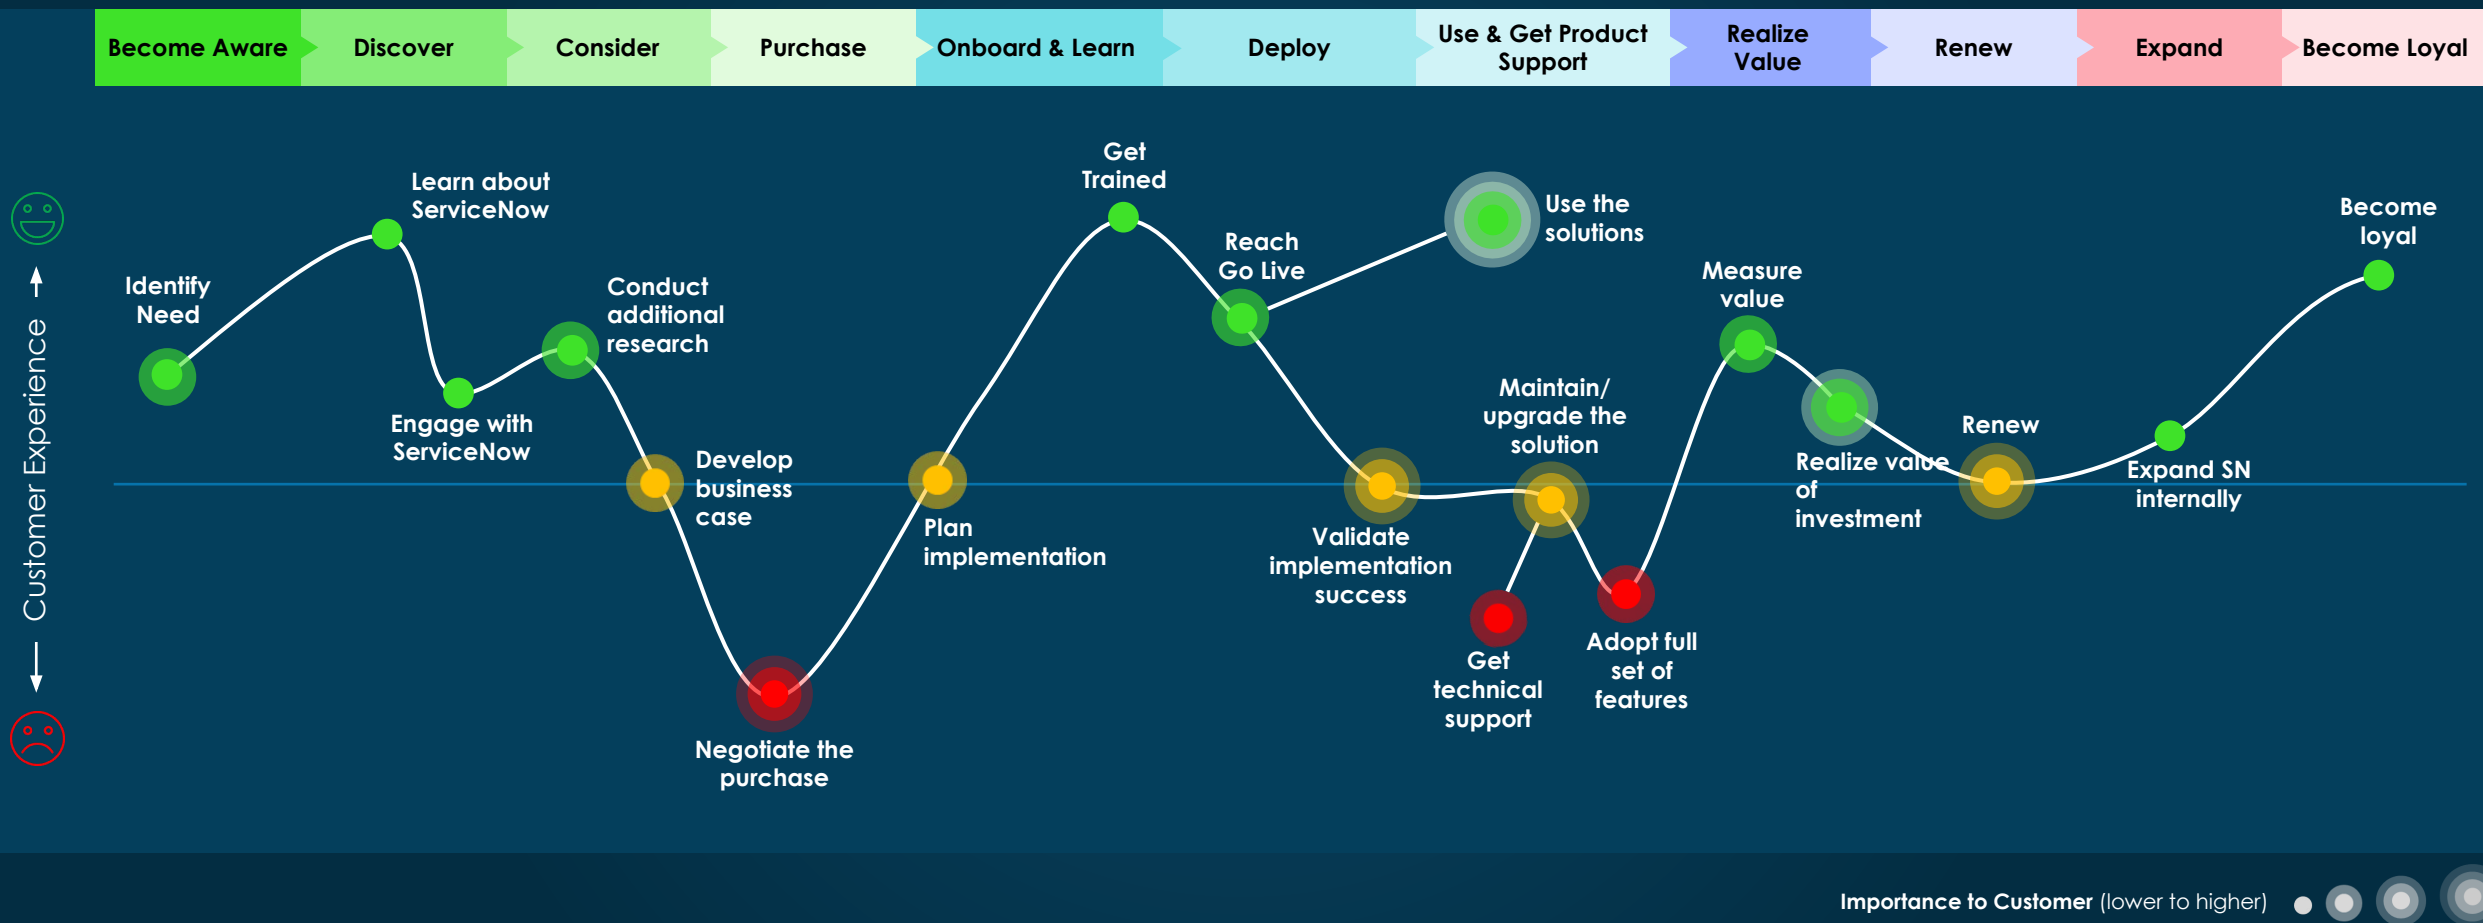 Become Aware
Discover
Consider
Purchase
Onboard & Learn
Deploy
Use & Get Product
Support
Realize
Value
Renew
Expand
Become Loyal
Customer Experience
Identify
Need
Learn about
ServiceNow
Engage with
ServiceNow
Conduct
additional
research
Develop
business
case
Negotiate the
purchase
Plan
implementation
Get
Trained
Reach
Go Live
Use the
solutions
Validate
implementation
success
Maintain/
upgrade the
solution
Get
technical
support
Adopt full
set of
features
Measure
value
Realize value
of
investment
Renew
Expand SN
internally
Become
loyal
Importance to Customer (lower to higher)